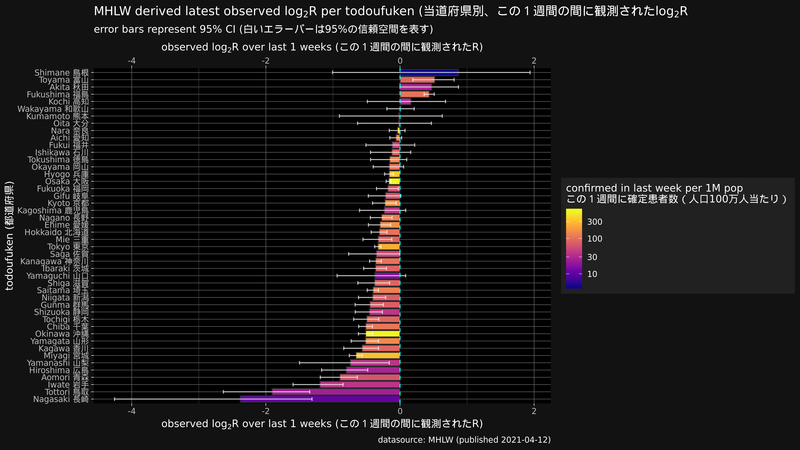 MHLW derived latest observed log₂R per todoufuken (当道府県別、この１週間の間に観測されたlog₂R
error bars represent 95% CI (白いエラーバーは95%の信頼空間を表す)
observed log₂R over last 1 weeks (この１週間の間に観測されたR)
-4 -2 0 2
todoufuken (都道府県)
Shimane 島根
Toyama 富山
Akita 秋田
Fukushima 福島
Kochi 高知
Wakayama 和歌山
Kumamoto 熊本
Oita 大分
Nara 奈良
Aichi 愛知
Fukui 福井
Ishikawa 石川
Tokushima 徳島
Okayama 岡山
Hyogo 兵庫
Osaka 大阪
Fukuoka 福岡
Gifu 岐阜
Kyoto 京都
Kagoshima 鹿児島
Nagano 長野
Ehime 愛媛
Hokkaido 北海道
Mie 三重
Tokyo 東京
Saga 佐賀
Kanagawa 神奈川
Ibaraki 茨城
Yamaguchi 山口
Shiga 滋賀
Saitama 埼玉
Niigata 新潟
Gunma 群馬
Shizuoka 静岡
Tochigi 栃木
Chiba 千葉
Okinawa 沖縄
Yamagata 山形
Kagawa 香川
Miyagi 宮城
Yamanashi 山梨
Hiroshima 広島
Aomori 青森
Iwate 岩手
Tottori 鳥取
Nagasaki 長崎
-4 -2 0 2
observed log₂R over last 1 weeks (この１週間の間に観測されたR)
confirmed in last week per 1M pop
この１週間に確定患者数 ( 人口100万人当たり )
300
100
30
10
datasource: MHLW (published 2021-04-12)